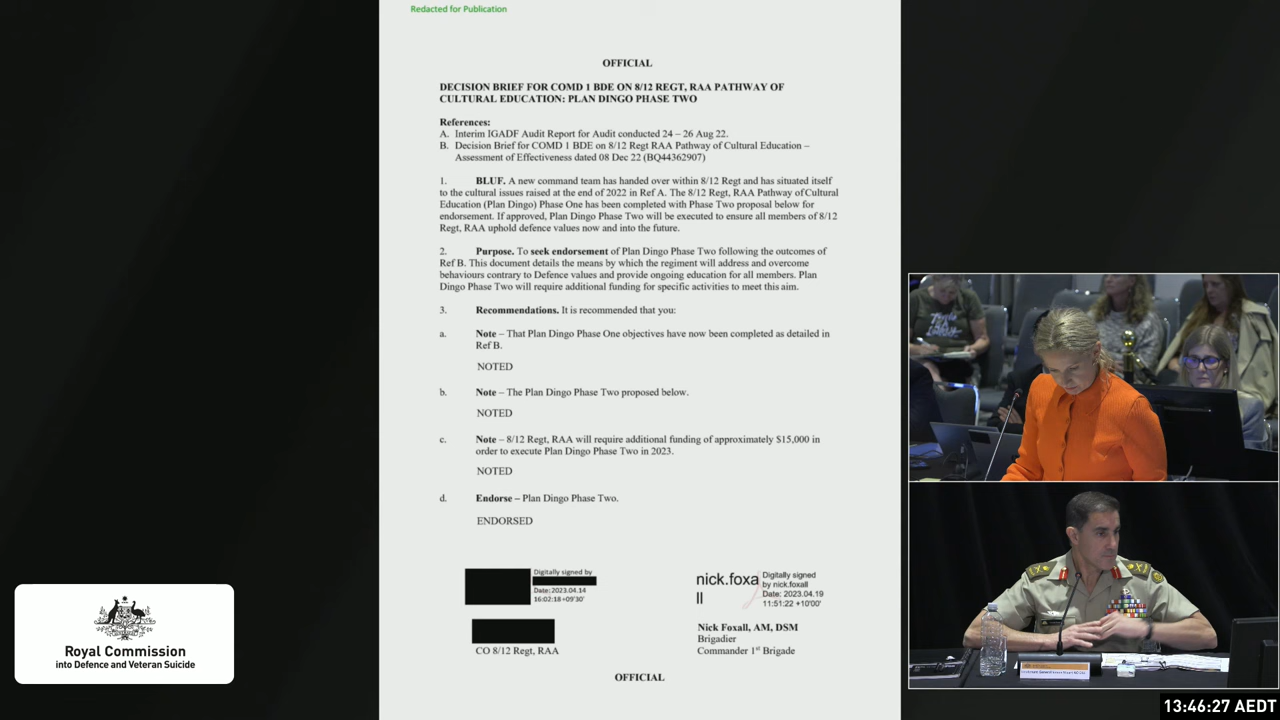 Redacted for Publication
OFFICIAL
DECISION BRIEF FOR COMD 1 BDE ON 8/12 REGT, RAA PATHWAY OF
CULTURAL EDUCATION: PLAN DINGO PHASE TWO
References:
A. Interim IGADF Audit Report for Audit conducted 24 – 26 Aug 22.
B. Decision Brief for COMD 1 BDE on 8/12 Regt RAA Pathway of Cultural Education –
Assessment of Effectiveness dated 08 Dec 22 (BQ44362907)
1. BLUF. A new command team has handed over within 8/12 Regt and has situated itself
to the cultural issues raised at the end of 2022 in Ref A. The 8/12 Regt, RAA Pathway of Cultural
Education (Plan Dingo) Phase One has been completed with Phase Two proposal below for
endorsement. If approved, Plan Dingo Phase Two will be executed to ensure all members of 8/12
Regt, RAA uphold defence values now and into the future.
2. Purpose. To seek endorsement of Plan Dingo Phase Two following the outcomes of
Ref B. This document details the means by which the regiment will address and overcome
behaviours contrary to Defence values and provide ongoing education for all members. Plan
Dingo Phase Two will require additional funding for specific activities to meet this aim.
3. Recommendations. It is recommended that you:
a. Note – That Plan Dingo Phase One objectives have now been completed as detailed in
Ref B.
NOTED
b. Note – The Plan Dingo Phase Two proposed below.
NOTED
c. Note – 8/12 Regt, RAA will require additional funding of approximately $15,000 in
order to execute Plan Dingo Phase Two in 2023.
NOTED
d. Endorse – Plan Dingo Phase Two.
ENDORSED
Digitally signed by
Date: 2023.04.14
16:02:18 +09'30'
CO 8/12 Regt, RAA
nick.foxa
ll
Digitally signed
by nick.foxall
Date: 2023.04.19
11:51:22 +10'00'
Nick Foxall, AM, DSM
Brigadier
Commander 1st Brigade
OFFICIAL
Royal Commission
into Defence and Veteran Suicide
13:46:27 AEDT